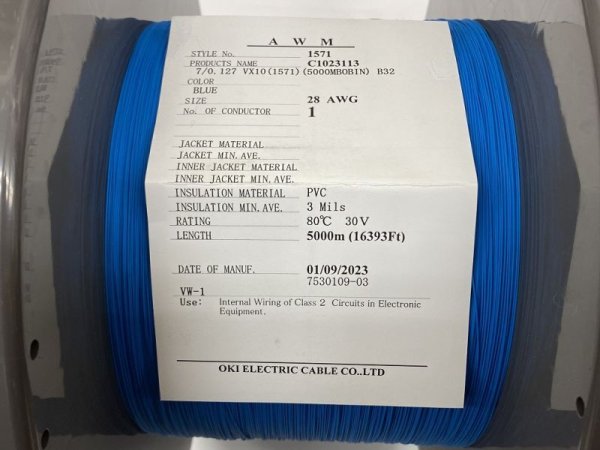 A W M
STYLE No. 1571
PRODUCTS NAME C1023113
7/0.127 VX10(1571)(5000MBOBIN) B32
COLOR
BLUE
SIZE 28 AWG
No. OF CONDUCTOR 1
JACKET MATERIAL
JACKET MIN.AVE.
INNER JACKET MATERIAL
INNER JACKET MIN.AVE.
INSULATION MATERIAL PVC
INSULATION MIN.AVE. 3 Mils
RATING 80℃ 30V
LENGTH 5000m (16393Ft)
DATE OF MANUF. 01/09/2023
7530109-03
VW-1
Use: Internal Wiring of Class 2 Circuits in Electronic
Equipment.
OKI ELECTRIC CABLE CO.,LTD